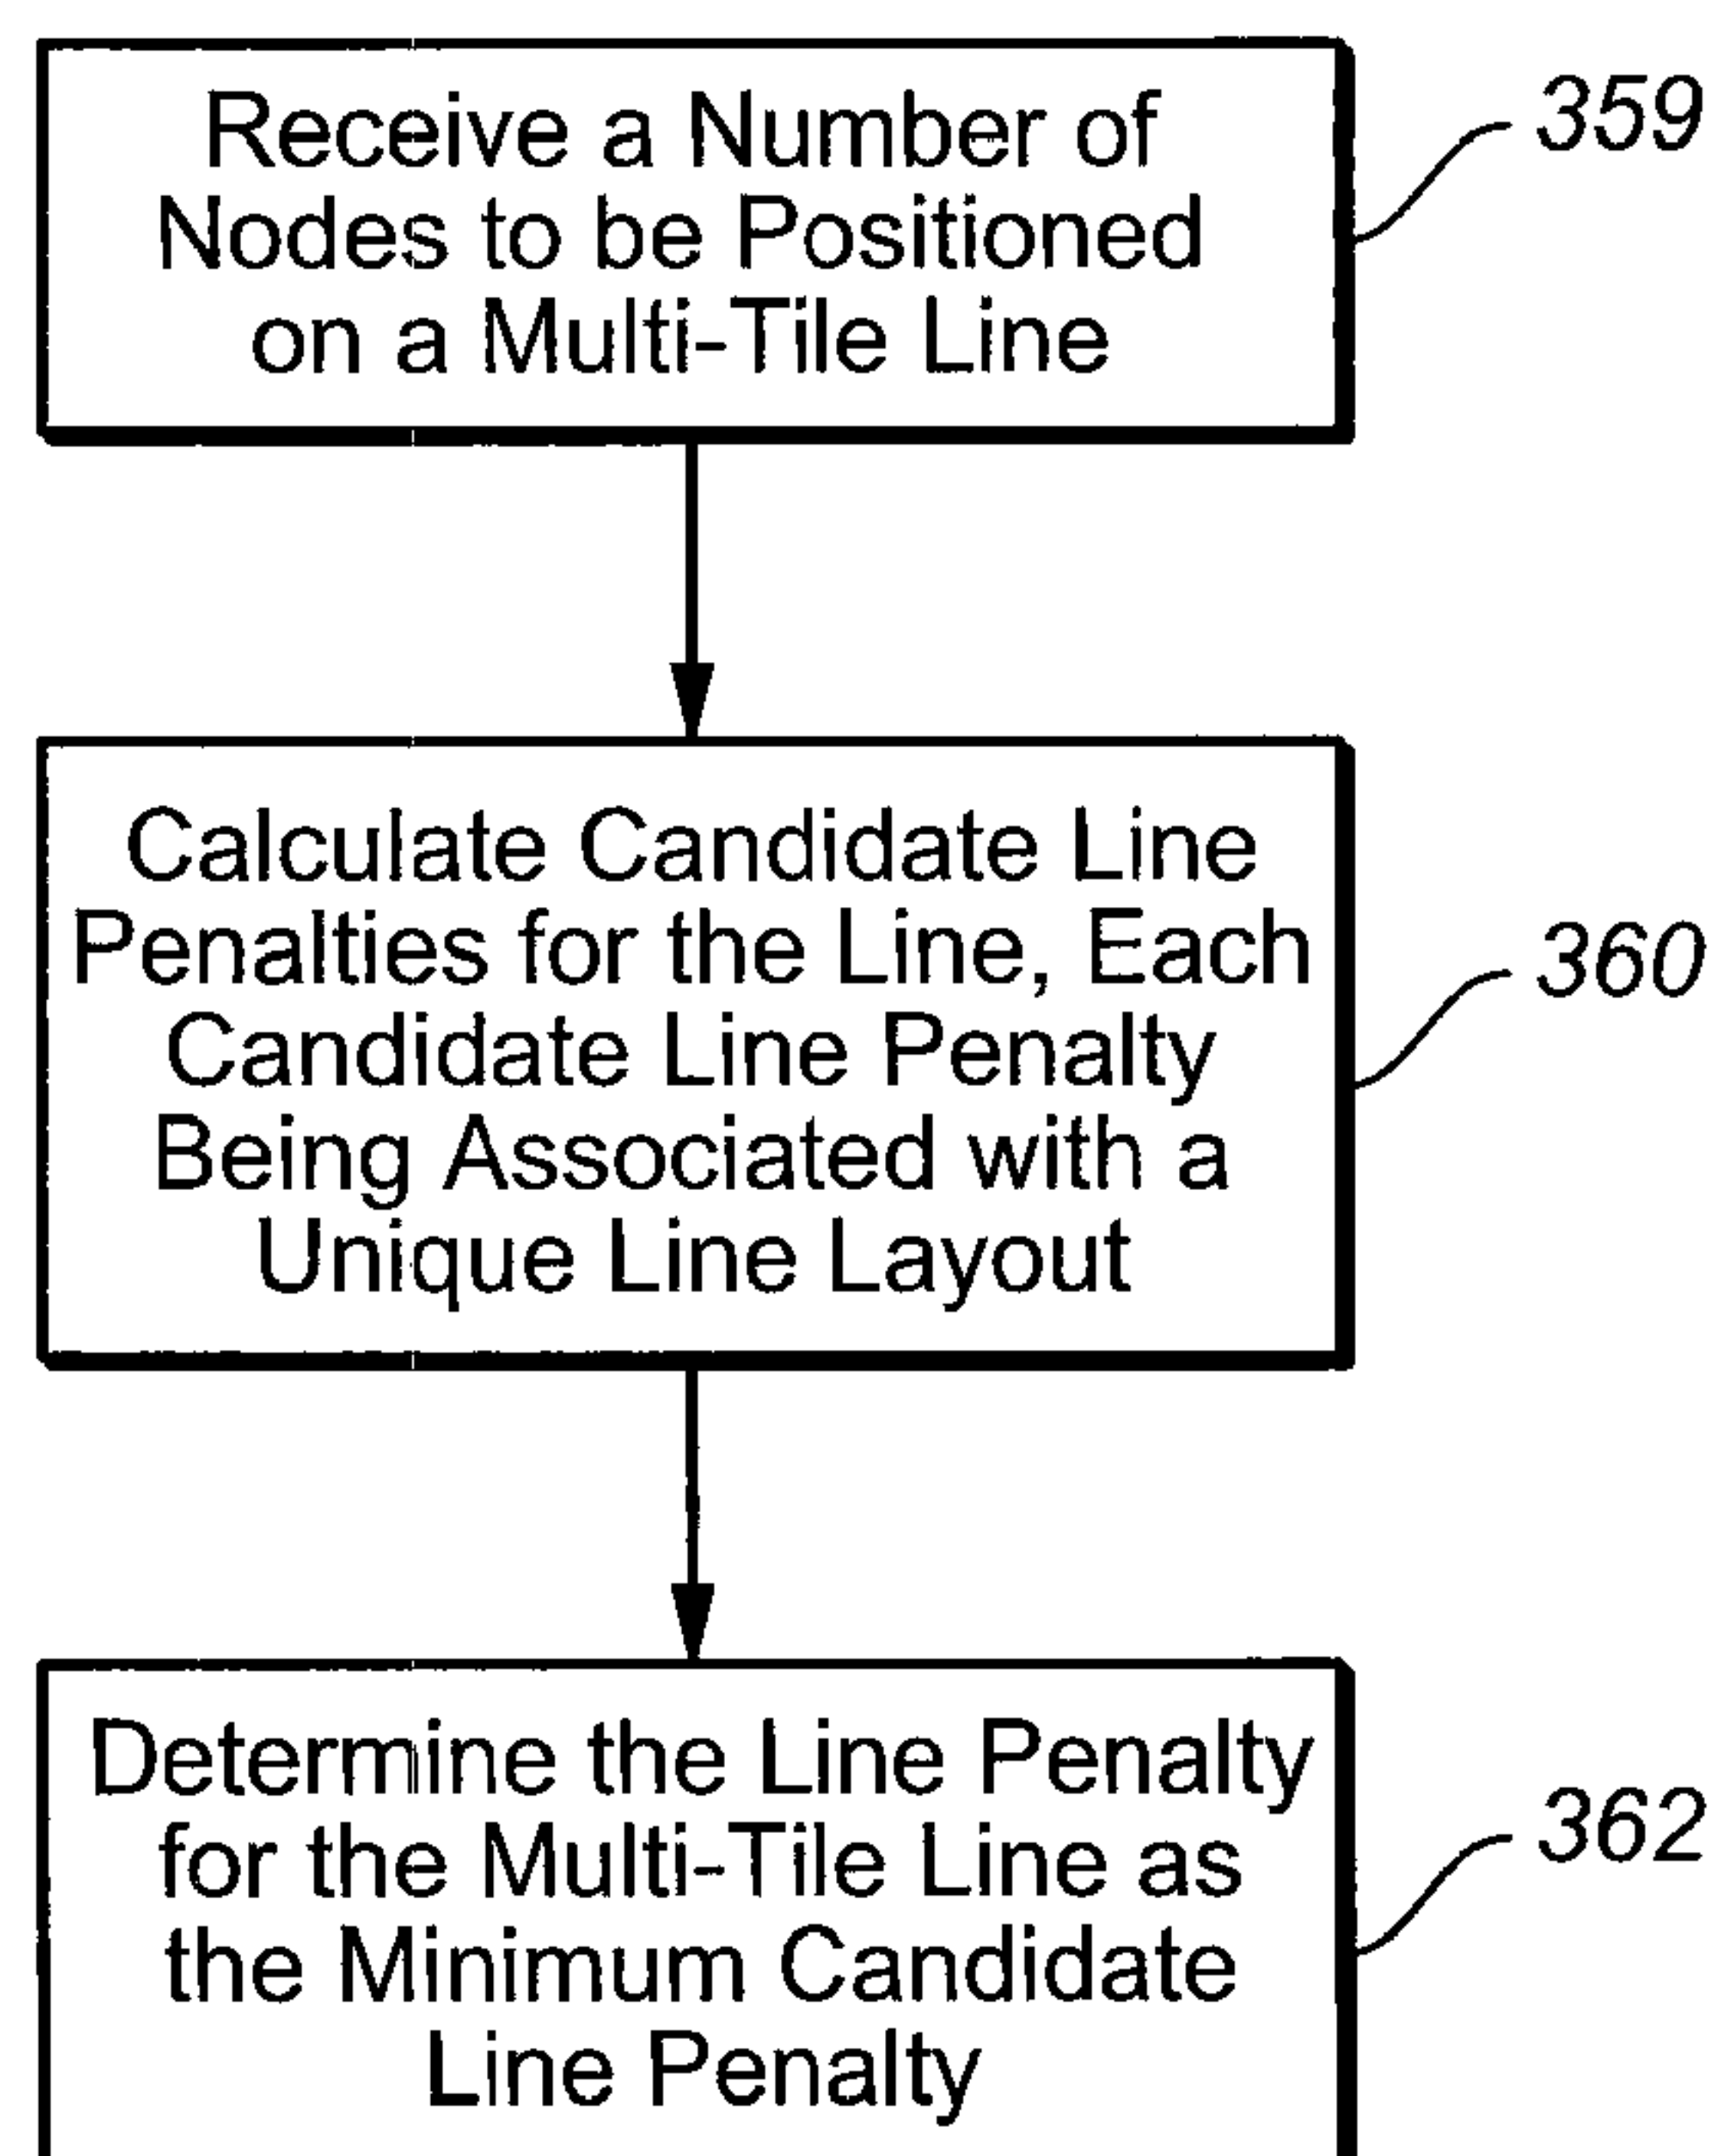 Receive a Number of
Nodes to be Positioned
on a Multi-Tile Line
359
Calculate Candidate Line
Penalties for the Line, Each
Candidate Line Penalty
Being Associated with a
Unique Line Layout
360
Determine the Line Penalty
for the Multi-Tile Line as
the Minimum Candidate
Line Penalty
362